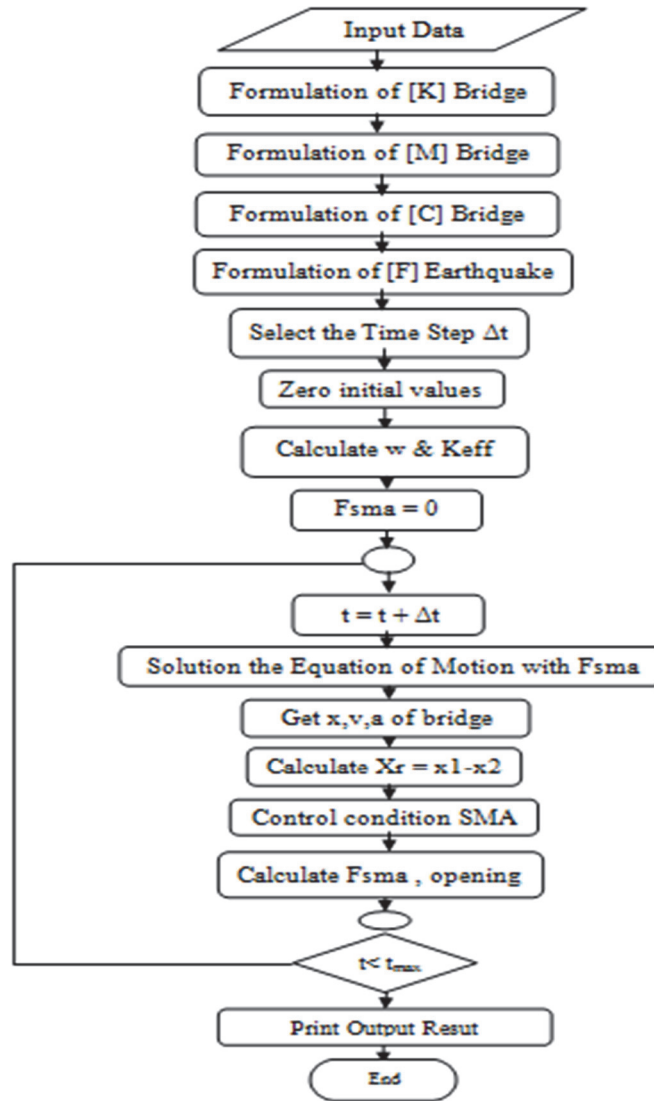 Input Data
Formulation of [K] Bridge
Formulation of [M] Bridge
Formulation of [C] Bridge
Formulation of [F] Earthquake
Select the Time Step Δt
Zero initial values
Calculate w & Keff
Fsma = 0
t = t + Δt
Solution the Equation of Motion with Fsma
Get x,v,a of bridge
Calculate Xr = x1-x2
Control condition SMA
Calculate Fsma , opening
t< tmax
Print Output Resut
End